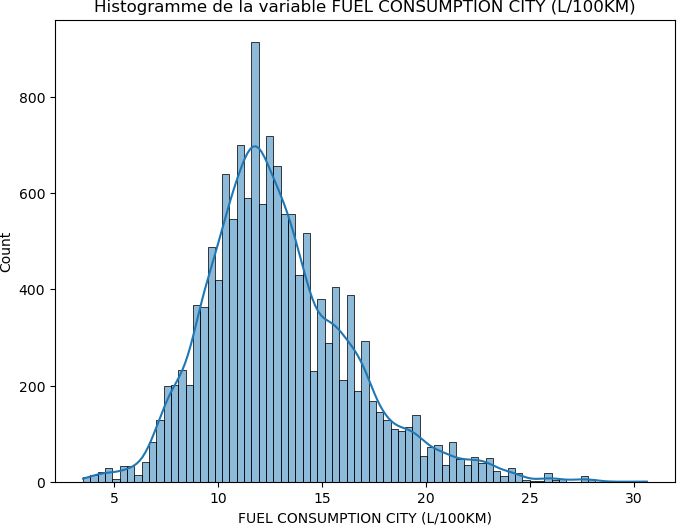 Histogramme de la variable FUEL CONSUMPTION CITY (L/100KM)
800
600
400
200
0
Count
5 10 15 20 25 30
FUEL CONSUMPTION CITY (L/100KM)